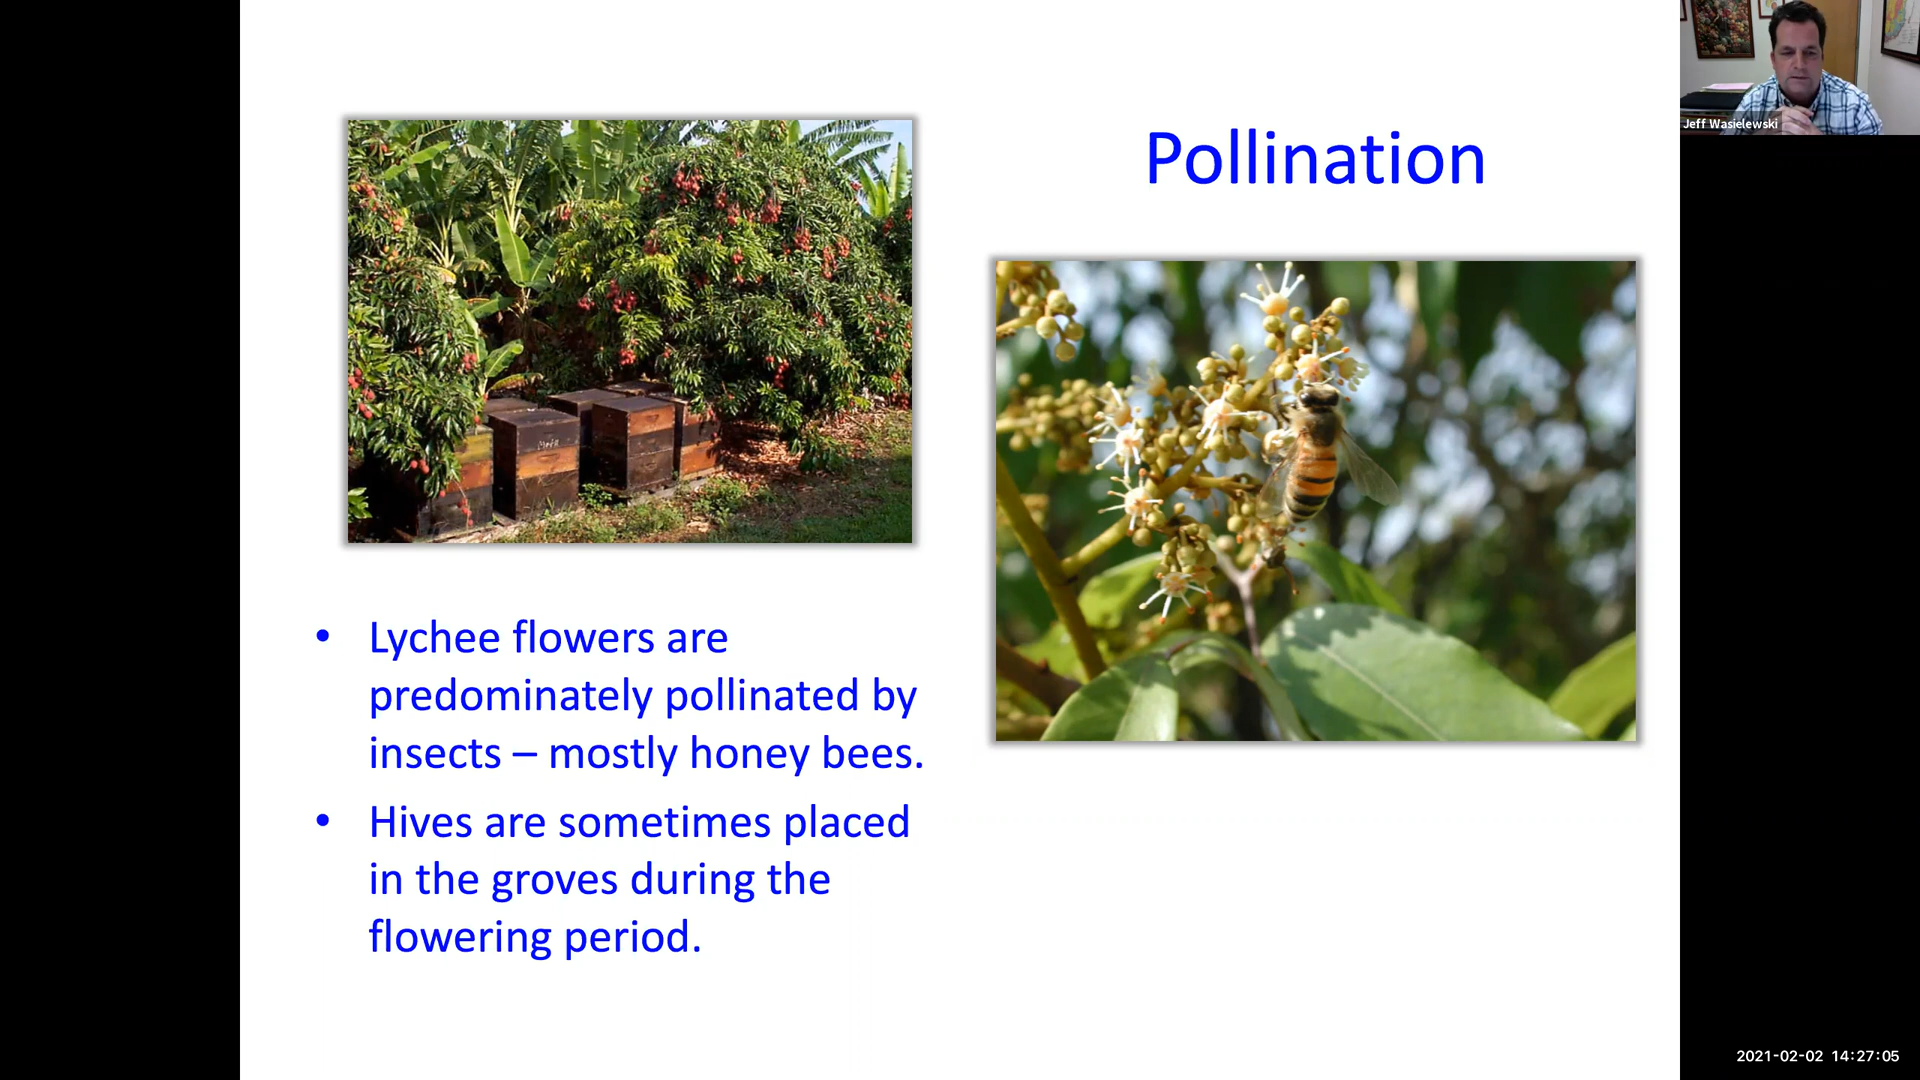 Pollination
Jeff Wasielewski
• Lychee flowers are
predominately pollinated by
insects – mostly honey bees.
• Hives are sometimes placed
in the groves during the
flowering period.
2021-02-02 14:27:05